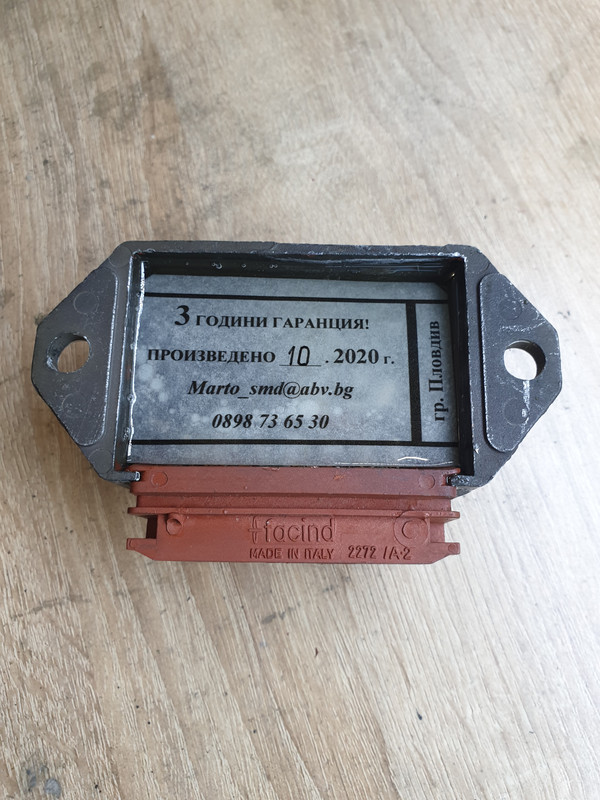 3 ГОДИНИ ГАРАНЦИЯ!
ПРОИЗВЕДЕНО 10 . 2020 г.
Marto_smd@abv.bg
0898 73 65 30
гр. Пловдив
facind
MADE IN ITALY 2272 /A-2